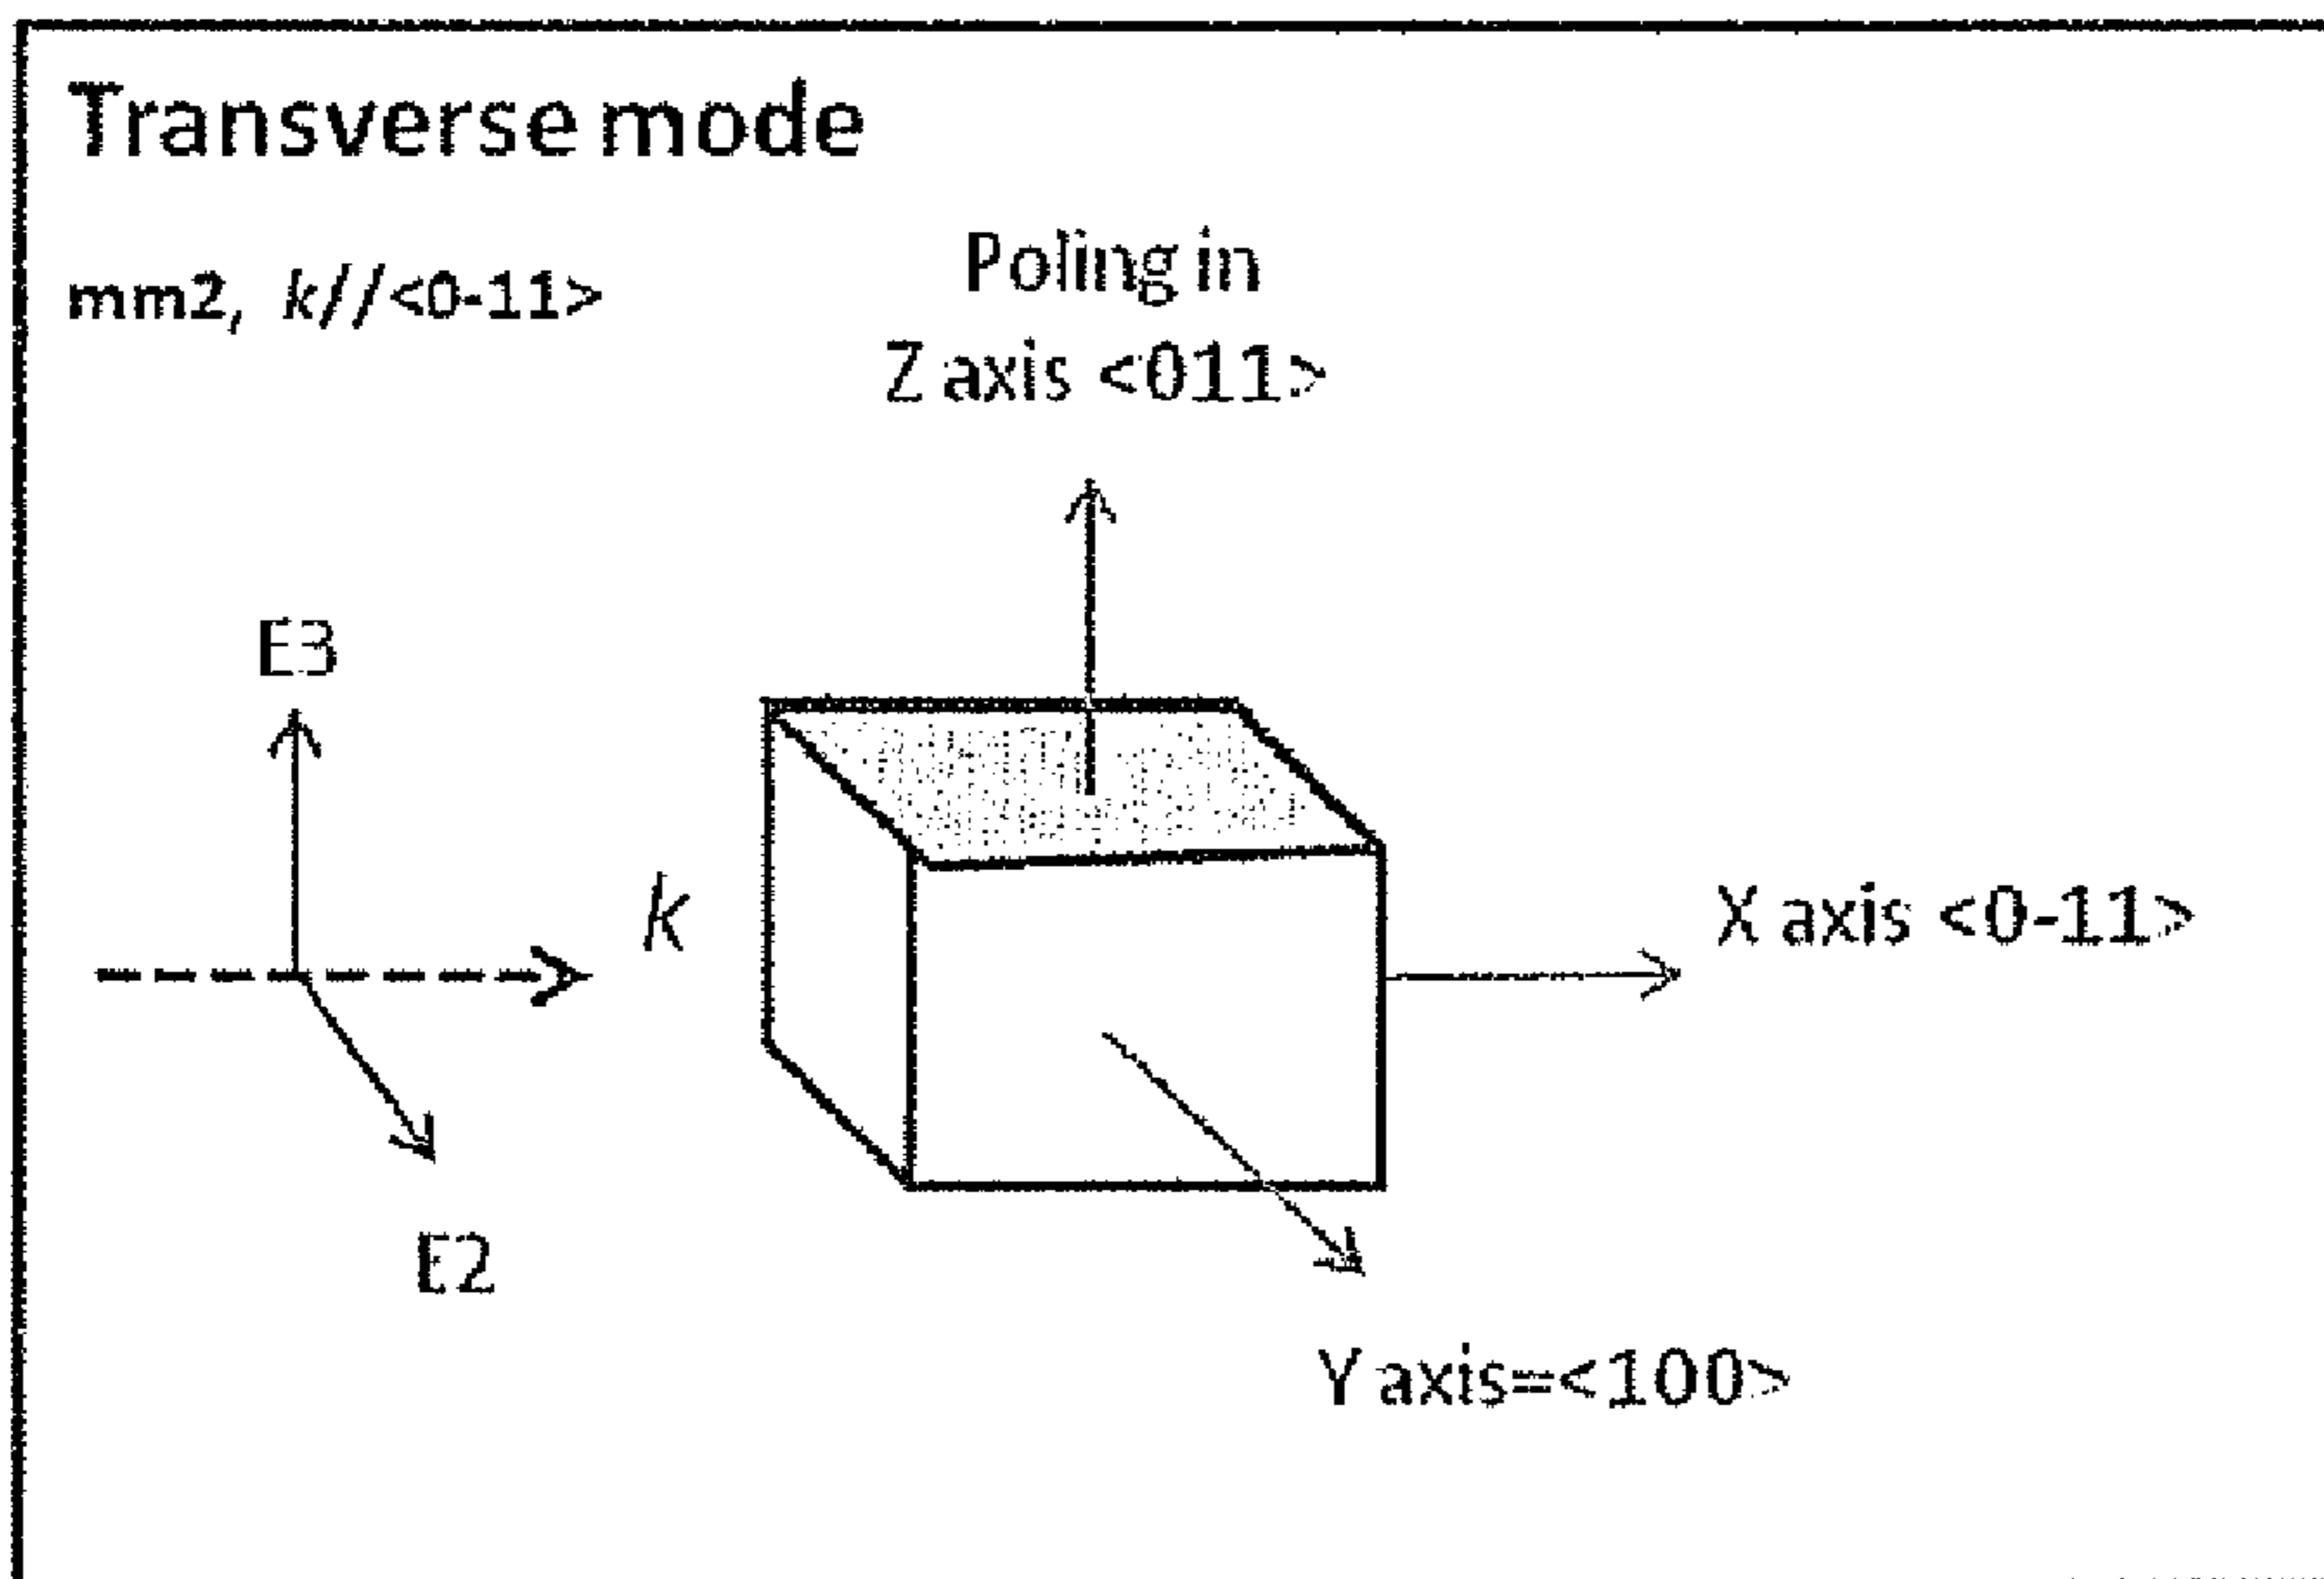 Transverse mode
mm2, k//<0-11>
Poling in
Z axis <011>
E3
k
X axis <0-11>
E2
Y axis=<100>